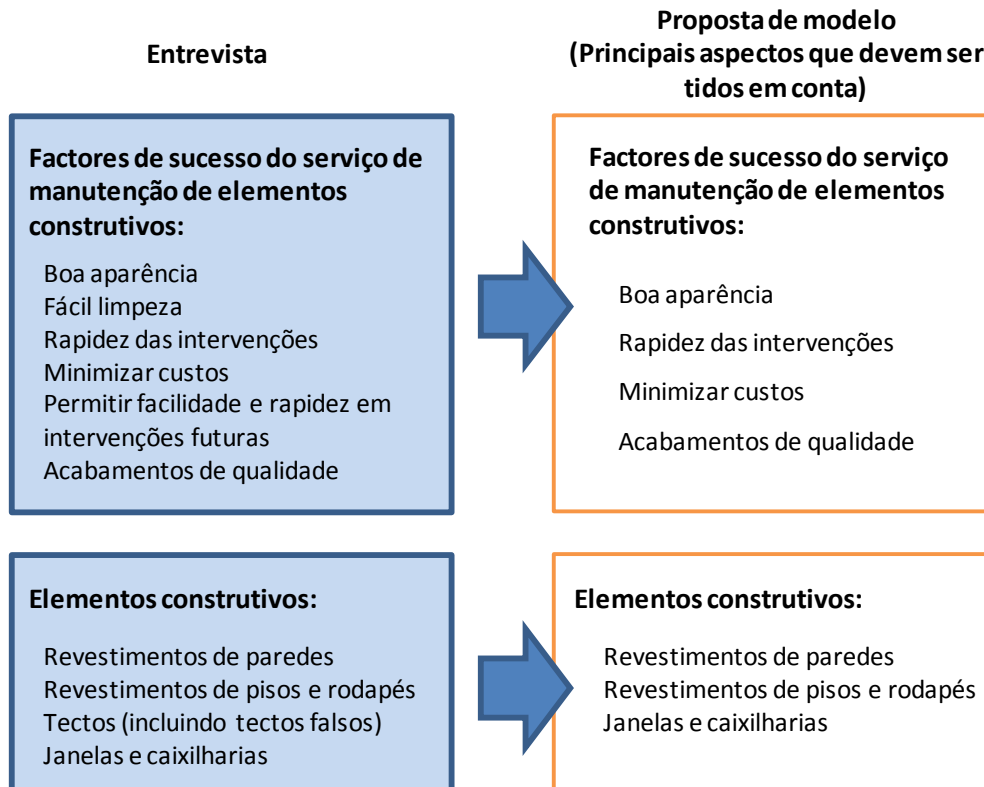 Entrevista
Proposta de modelo
(Principais aspectos que devem ser
tidos em conta)
Factores de sucesso do serviço de
manutenção de elementos
construtivos:
Boa aparência
Fácil limpeza
Rapidez das intervenções
Minimizar custos
Permitir facilidade e rapidez em
intervenções futuras
Acabamentos de qualidade
Factores de sucesso do serviço
de manutenção de elementos
construtivos:
Boa aparência
Rapidez das intervenções
Minimizar custos
Acabamentos de qualidade
Elementos construtivos:
Revestimentos de paredes
Revestimentos de pisos e rodapés
Tectos (incluindo tectos falsos)
Janelas e caixilharias
Elementos construtivos:
Revestimentos de paredes
Revestimentos de pisos e rodapés
Janelas e caixilharias